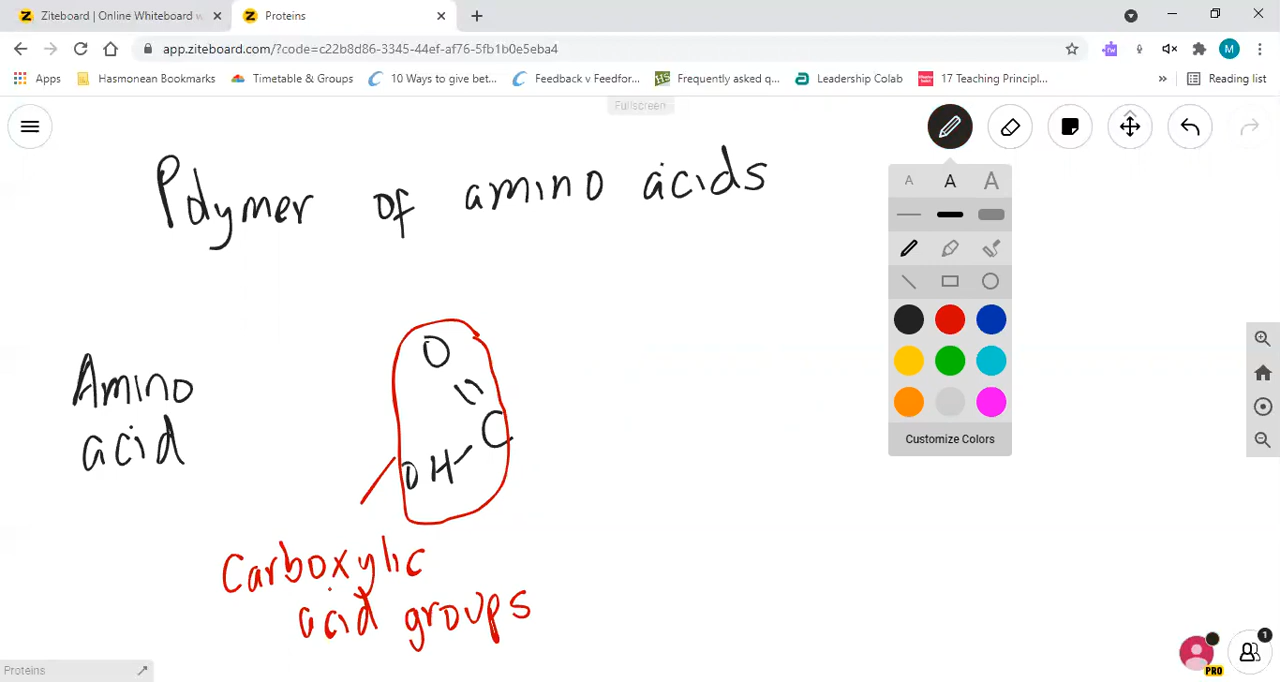 Ziteboard | Online Whiteboard w
Proteins
app.ziteboard.com/?code=c22b8d86-3345-44ef-af76-5fb1b0e5eba4
M
Apps
Hasmonean Bookmarks
Timetable & Groups
10 Ways to give bet...
Feedback v Feedfor...
Frequently asked q...
Leadership Colab
17 Teaching Principl...
»
Reading list
Fullscreen
Polymer of amino acids
A A A
Customize Colors
Amino
acid
O
=
C
OH-
Carboxylic
acid groups
Proteins
PRO
1